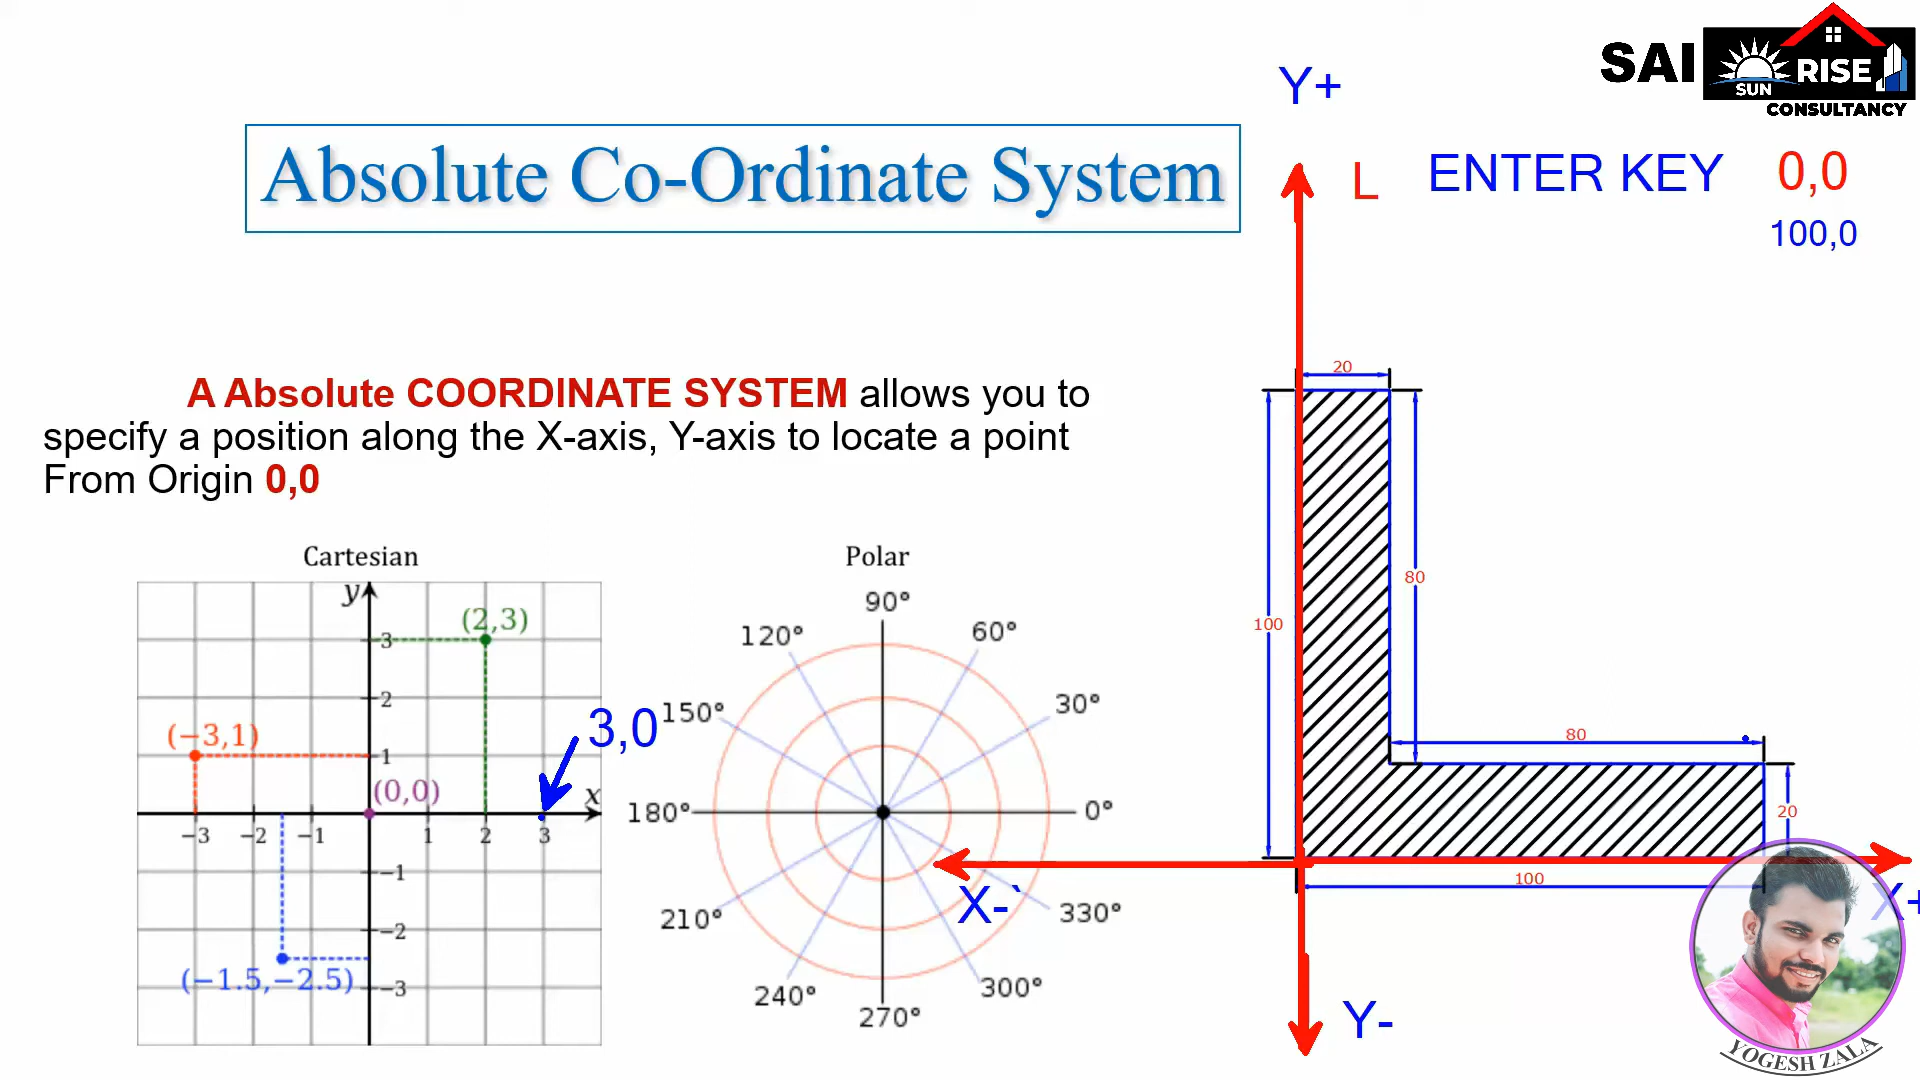 SAI
SUN
RISE
CONSULTANCY
Y+
Absolute Co-Ordinate System
L ENTER KEY 0,0
100,0
A Absolute COORDINATE SYSTEM allows you to
specify a position along the X-axis, Y-axis to locate a point
From Origin 0,0
Cartesian
y
(2,3)
3
2
(−3,1)
1
(0,0)
x
−3 −2 −1 1 2 3
−1
−2
(−1.5,−2.5)
−3
3,0
Polar
90°
120° 60°
150° 30°
180° 0°
210° 330°
240° 300°
270°
20
80
100
80
20
100
X-`
X+
Y-
YOGESH ZALA